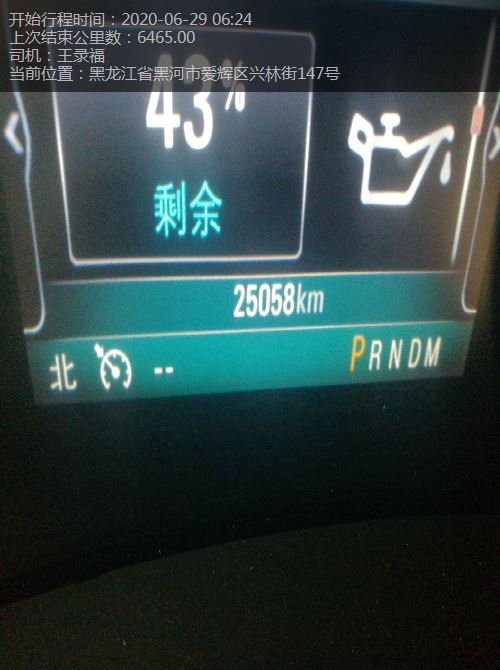 开始行程时间：2020-06-29 06:24
上次结束公里数：6465.00
司机：王录福
当前位置：黑龙江省黑河市爱辉区兴林街147号
43%
剩余
25058km
北 -- PRNDM